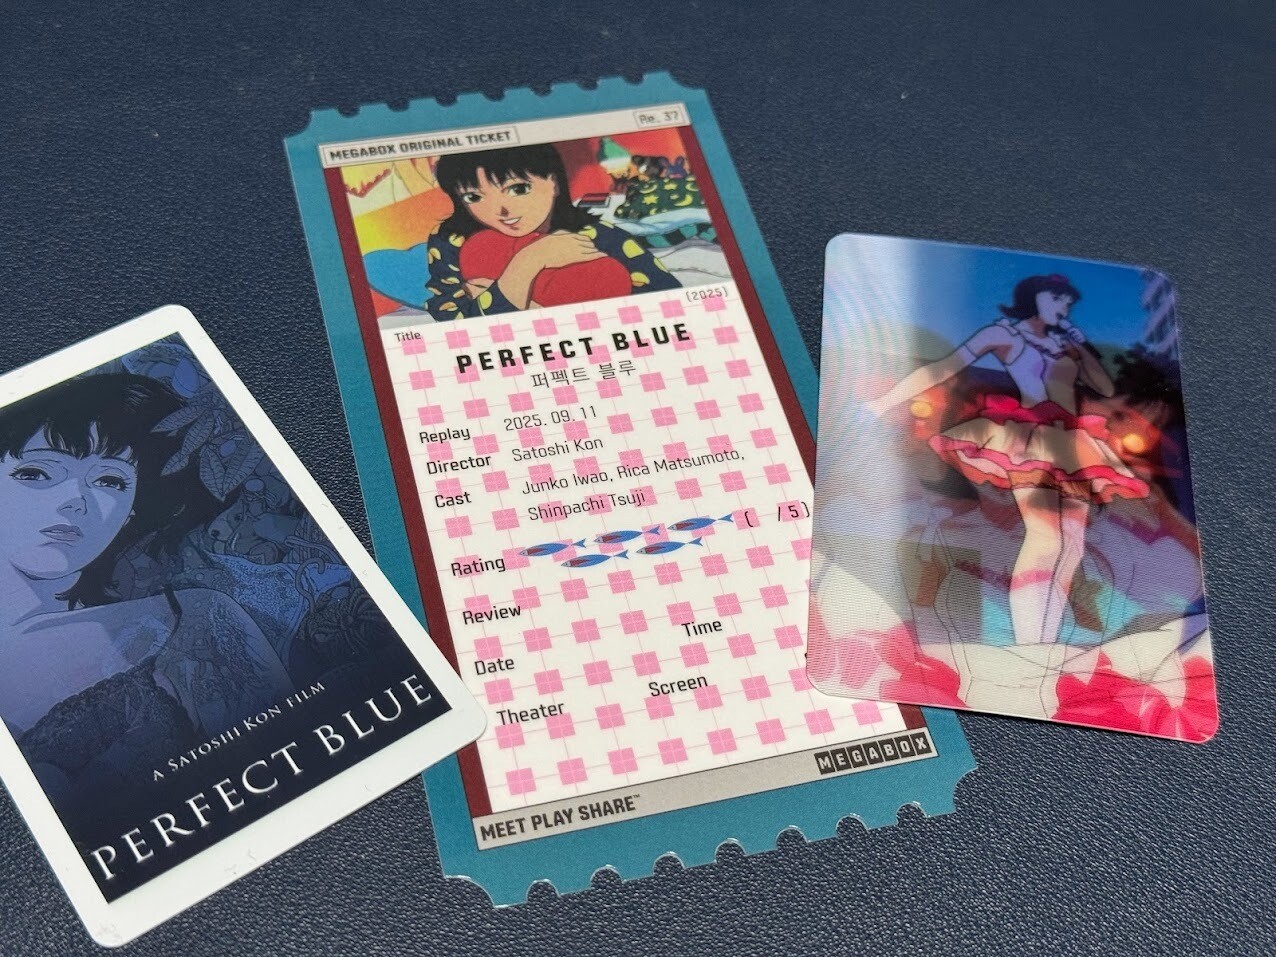 MEGABOX ORIGINAL TICKET
Re. 37
(2025)
Title
PERFECT BLUE
퍼펙트 블루
Replay 2025. 09. 11
Director Satoshi Kon
Cast Junko Iwao, Rica Matsumoto,
Shinpachi Tsuji
Rating ( / 5)
Review
Date Time
Theater Screen
MEGABOX
MEET PLAY SHARE™
A SATOSHI KON FILM
PERFECT BLUE